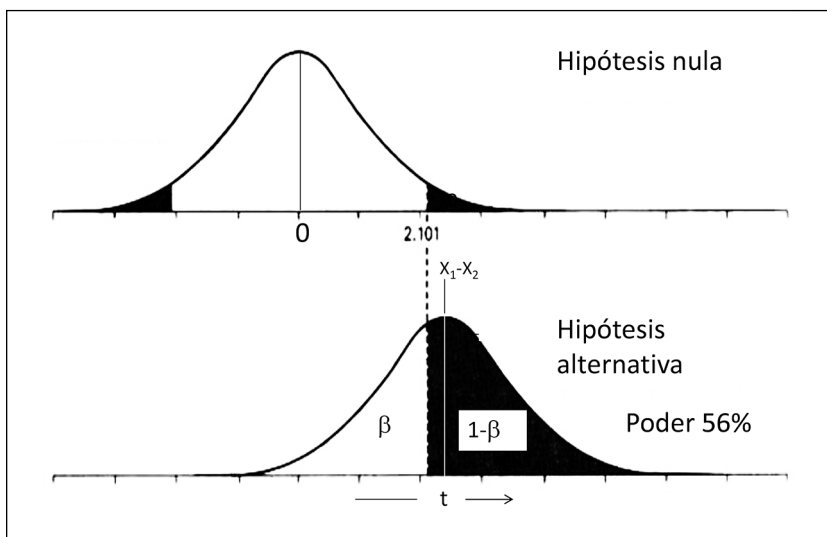 Hipótesis nula
0
2.101
X₁-X₂
Hipótesis
alternativa
β
1-β
Poder 56%
t